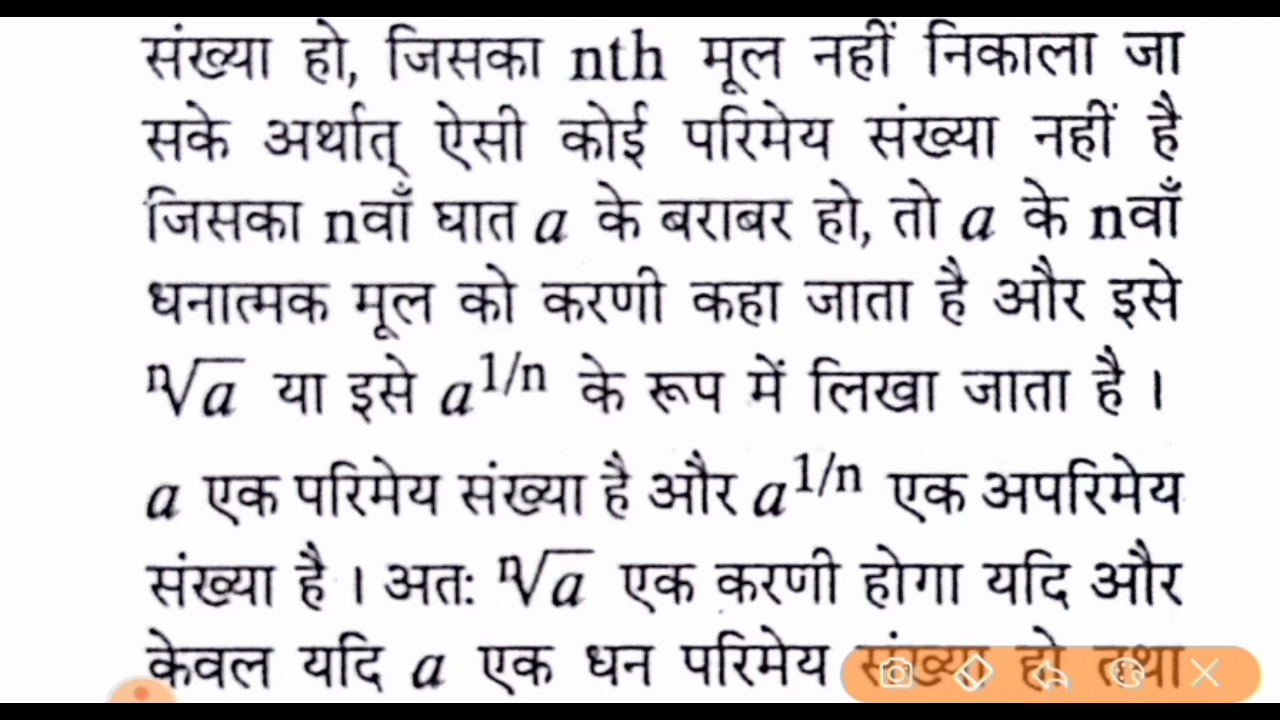 संख्या हो, जिसका nth मूल नहीं निकाला जा
सके अर्थात् ऐसी कोई परिमेय संख्या नहीं है
जिसका nवाँ घात a के बराबर हो, तो a के nवाँ
धनात्मक मूल को करणी कहा जाता है और इसे
ⁿ√a या इसे a^1/n के रूप में लिखा जाता है ।
a एक परिमेय संख्या है और a^1/n एक अपरिमेय
संख्या है । अतः ⁿ√a एक करणी होगा यदि और
केवल यदि a एक धन परिमेय संख्या हो तथा